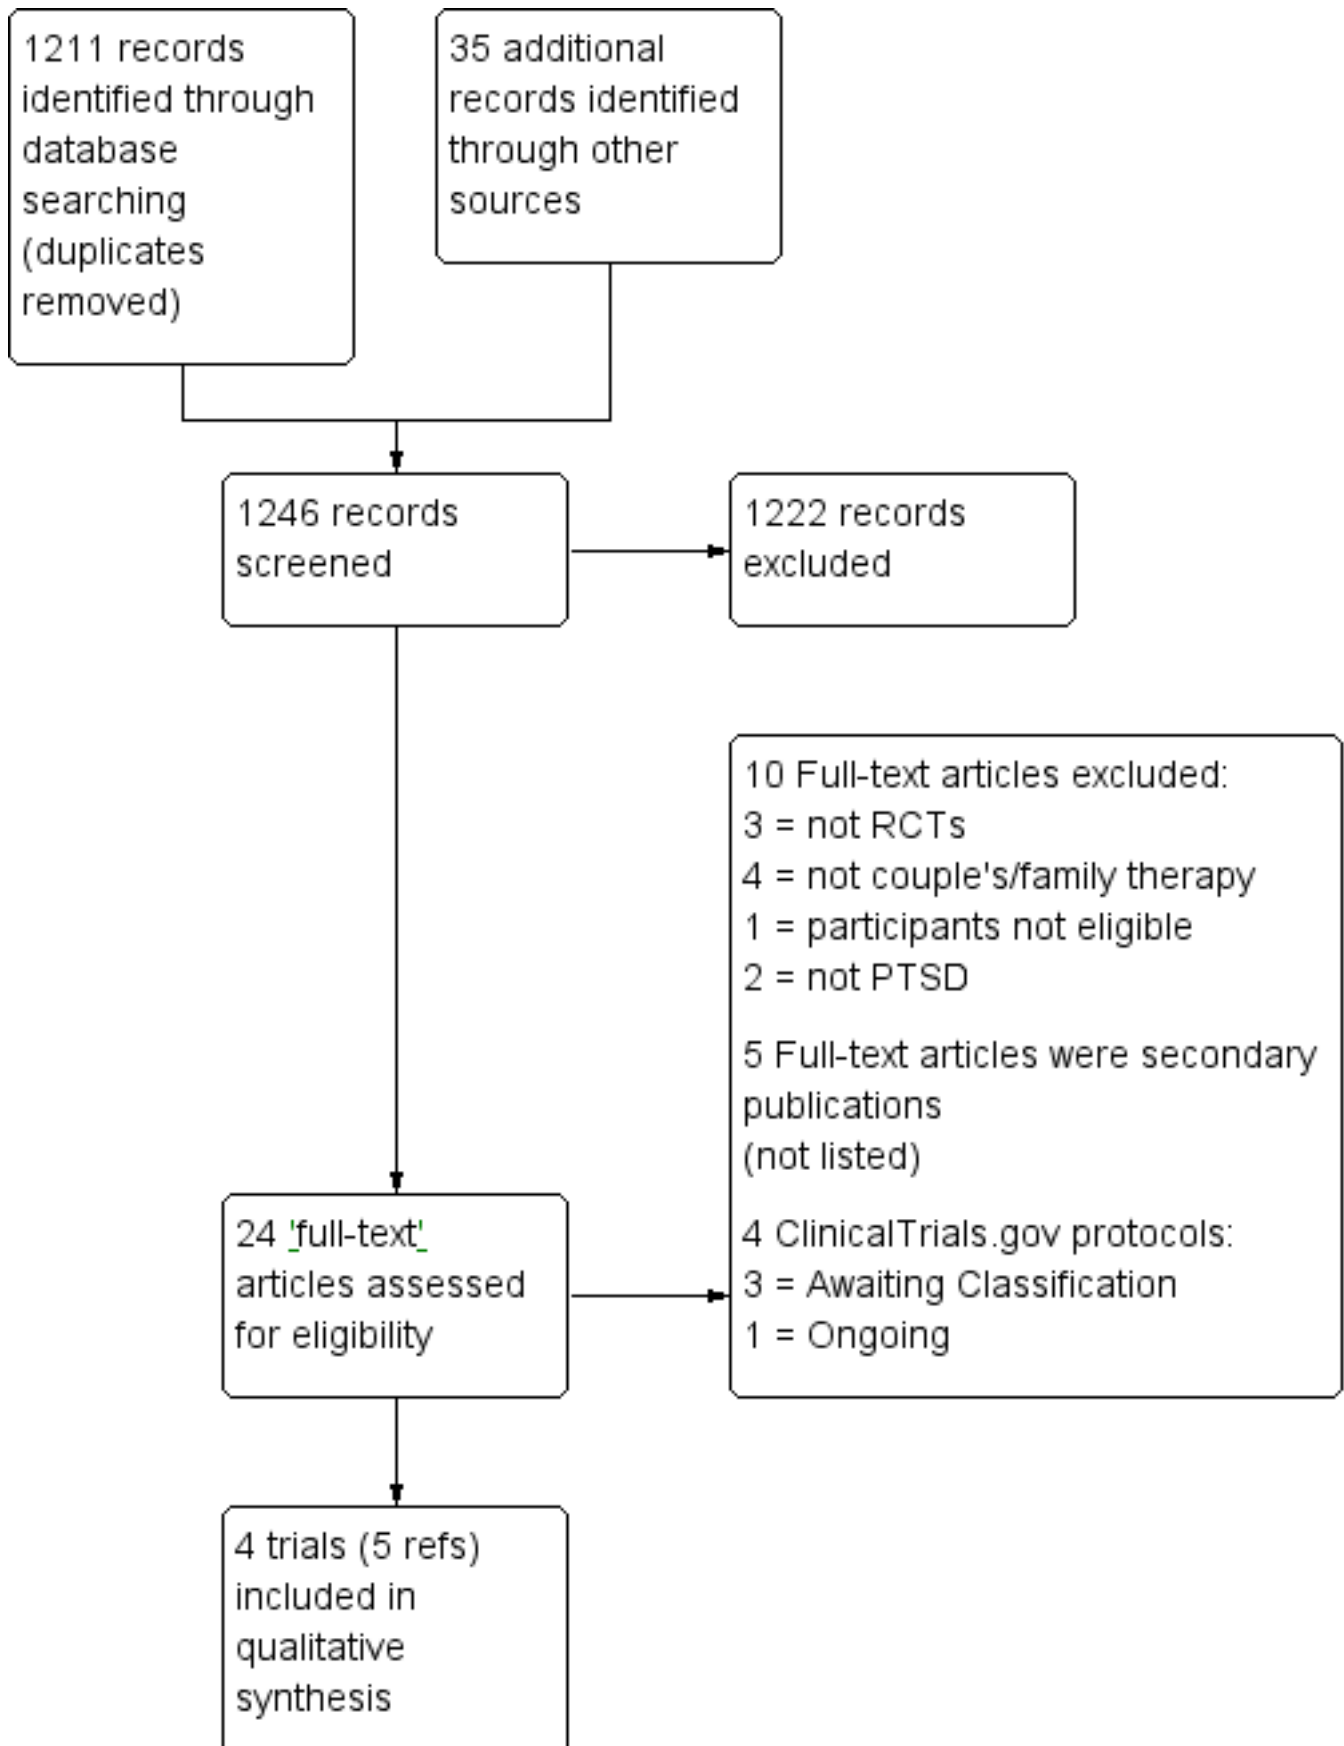 1211 records
identified through
database
searching
(duplicates
removed)
35 additional
records identified
through other
sources
1246 records
screened
1222 records
excluded
10 Full-text articles excluded:
3 = not RCTs
4 = not couple's/family therapy
1 = participants not eligible
2 = not PTSD
5 Full-text articles were secondary
publications
(not listed)
4 ClinicalTrials.gov protocols:
3 = Awaiting Classification
1 = Ongoing
24 'full-text'
articles assessed
for eligibility
4 trials (5 refs)
included in
qualitative
synthesis